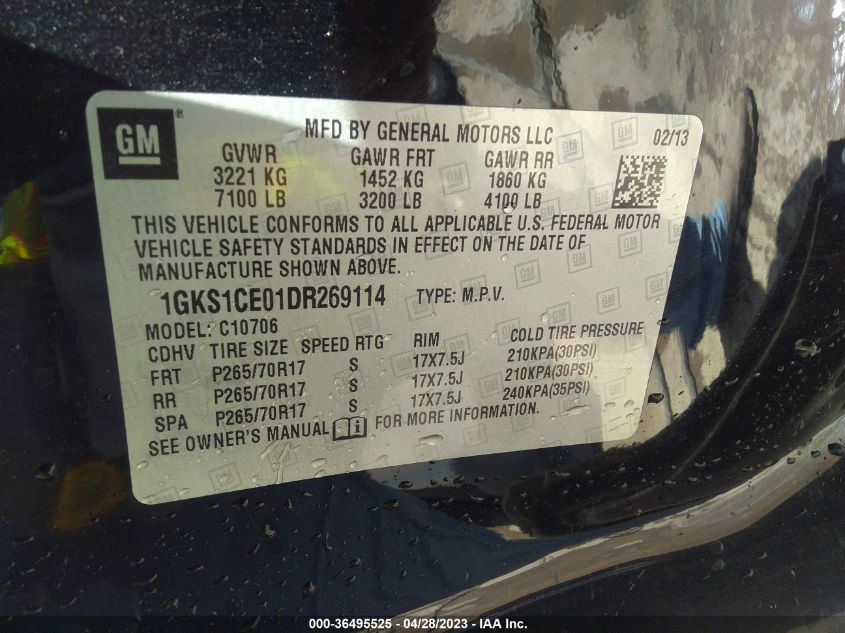 GM ®
MFD BY GENERAL MOTORS LLC 02/13
GVWR GAWR FRT GAWR RR
3221 KG 1452 KG 1860 KG
7100 LB 3200 LB 4100 LB
THIS VEHICLE CONFORMS TO ALL APPLICABLE U.S. FEDERAL MOTOR
VEHICLE SAFETY STANDARDS IN EFFECT ON THE DATE OF
MANUFACTURE SHOWN ABOVE.
1GKS1CE01DR269114 TYPE: M.P.V.
MODEL: C10706
CDHV TIRE SIZE SPEED RTG RIM COLD TIRE PRESSURE
FRT P265/70R17 S 17X7.5J 210KPA(30PSI)
RR P265/70R17 S 17X7.5J 210KPA(30PSI)
SPA P265/70R17 S 17X7.5J 240KPA(35PSI)
SEE OWNER'S MANUAL FOR MORE INFORMATION.
000-36495525 - 04/28/2023 - IAA Inc.